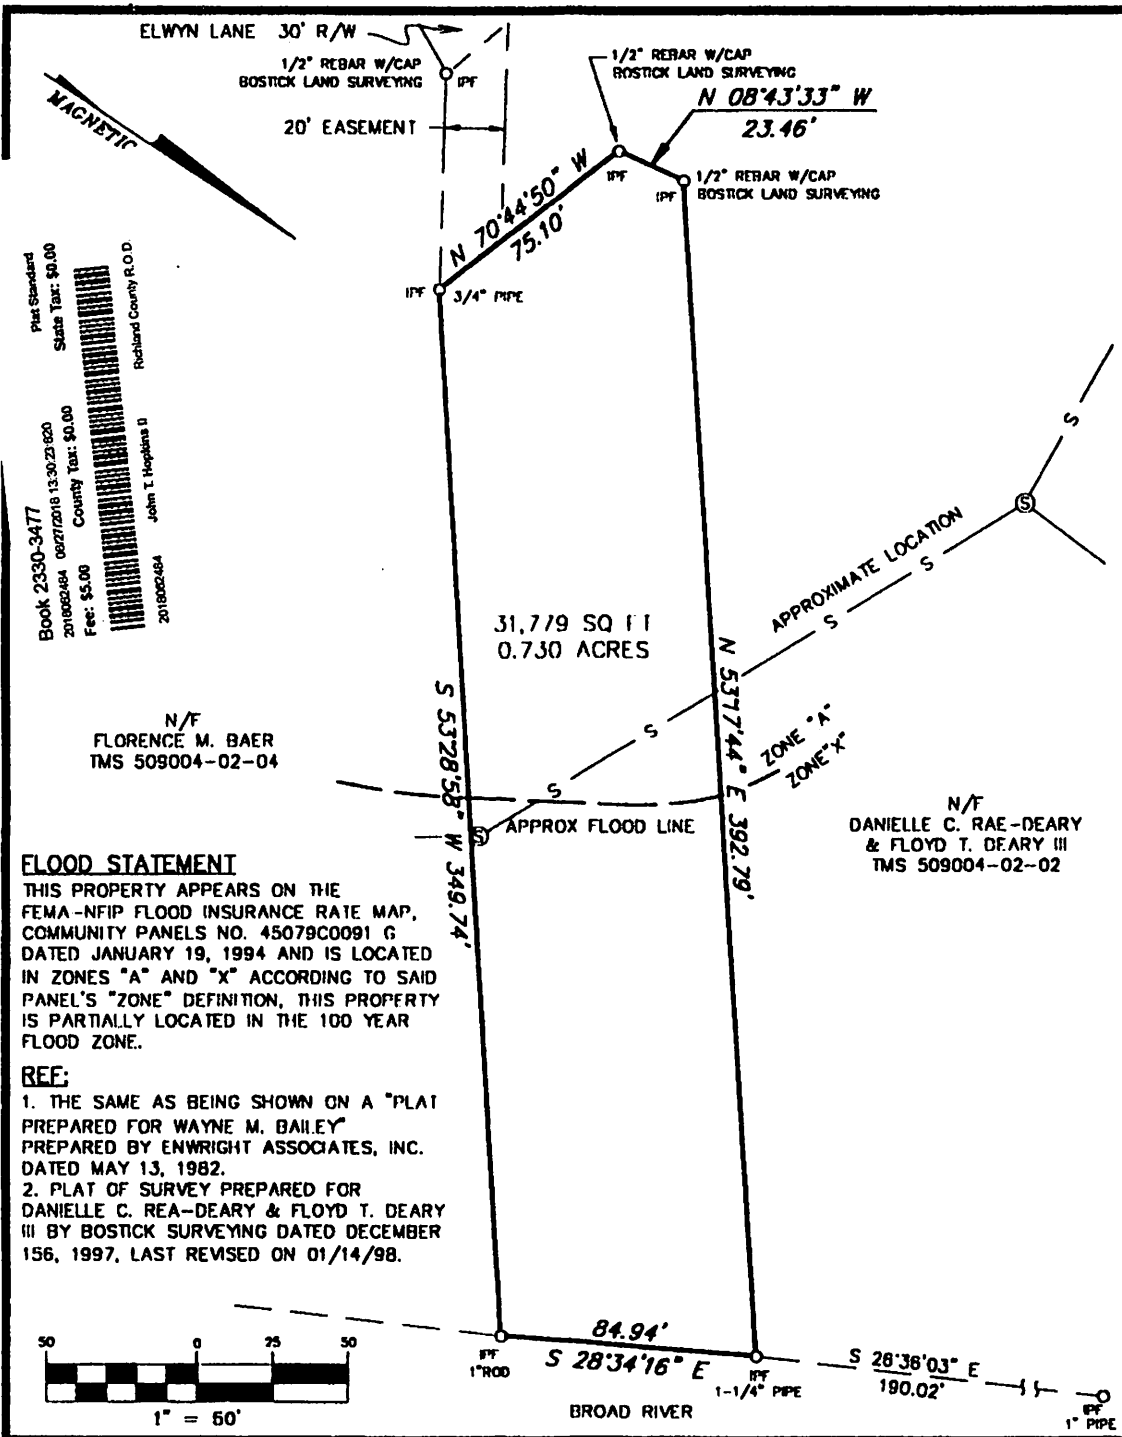 ELWYN LANE 30' R/W
1/2" REBAR W/CAP
BOSTICK LAND SURVEYING
IPF
20' EASEMENT
1/2" REBAR W/CAP
BOSTICK LAND SURVEYING
N 08°43'33" W
23.46'
IPF
IPF
1/2" REBAR W/CAP
BOSTICK LAND SURVEYING
MAGNETIC
N 70°44'50" W
75.10'
IPF
3/4" PIPE
Book 2330-3477
Plat Standard
2018062484 08/27/2018 13:30:23:820
Fee: $5.00 County Tax: $0.00 State Tax: $0.00
2018062484 John T. Hopkins II Richland County R.O.D.
S
S
APPROXIMATE LOCATION
S
S
S
S
S
31,779 SQ FT
0.730 ACRES
S 53°28'58" W 349.74'
N 53°17'44" E 392.79'
ZONE "A"
ZONE "X"
APPROX FLOOD LINE
N/F
FLORENCE M. BAER
TMS 509004-02-04
N/F
DANIELLE C. RAE-DEARY
& FLOYD T. DEARY III
TMS 509004-02-02
FLOOD STATEMENT
THIS PROPERTY APPEARS ON THE
FEMA-NFIP FLOOD INSURANCE RATE MAP,
COMMUNITY PANELS NO. 45079C0091 G
DATED JANUARY 19, 1994 AND IS LOCATED
IN ZONES "A" AND "X" ACCORDING TO SAID
PANEL'S "ZONE" DEFINITION, THIS PROPERTY
IS PARTIALLY LOCATED IN THE 100 YEAR
FLOOD ZONE.
REF:
1. THE SAME AS BEING SHOWN ON A "PLAT
PREPARED FOR WAYNE M. BAILEY"
PREPARED BY ENWRIGHT ASSOCIATES, INC.
DATED MAY 13, 1982.
2. PLAT OF SURVEY PREPARED FOR
DANIELLE C. REA-DEARY & FLOYD T. DEARY
III BY BOSTICK SURVEYING DATED DECEMBER
156, 1997, LAST REVISED ON 01/14/98.
50 0 25 50
1" = 50'
84.94'
S 28°34'16" E
IPF
1"ROD
IPF
1-1/4" PIPE
S 28°36'03" E
190.02'
IPF
1" PIPE
BROAD RIVER